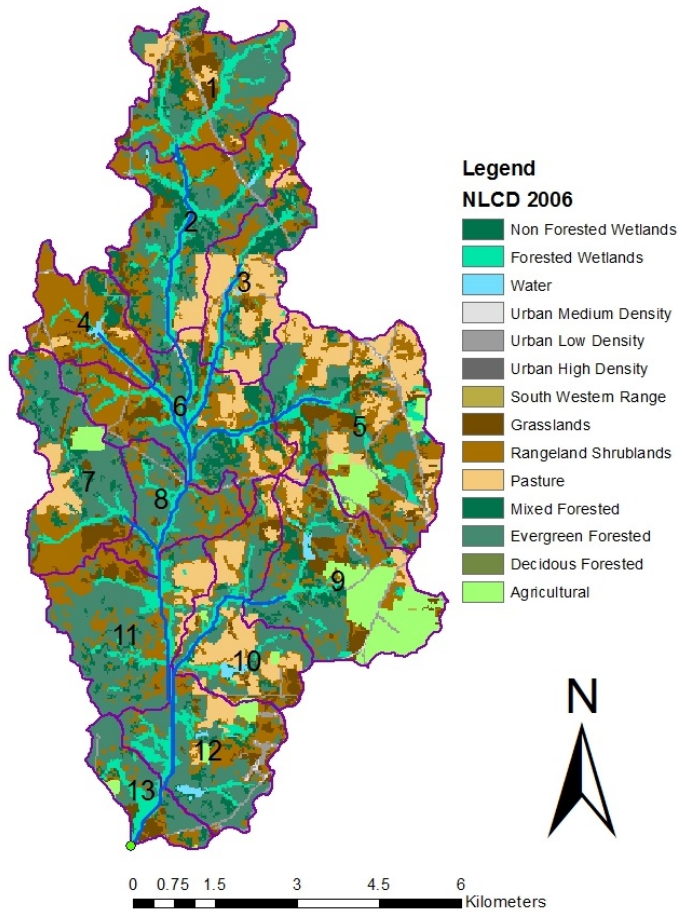 1
2
3
4
6
5
7
8
9
11
10
12
13
Legend
NLCD 2006
Non Forested Wetlands
Forested Wetlands
Water
Urban Medium Density
Urban Low Density
Urban High Density
South Western Range
Grasslands
Rangeland Shrublands
Pasture
Mixed Forested
Evergreen Forested
Decidous Forested
Agricultural
N
0 0.75 1.5 3 4.5 6
Kilometers